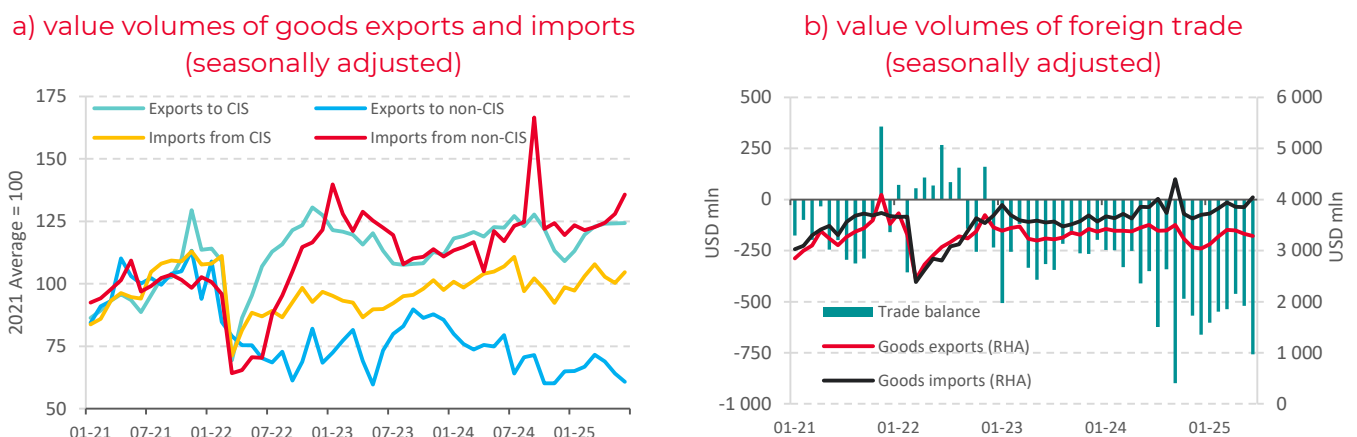 a) value volumes of goods exports and imports
(seasonally adjusted)
175
150
125
100
75
50
2021 Average = 100
Exports to CIS
Exports to non-CIS
Imports from CIS
Imports from non-CIS
01-21 07-21 01-22 07-22 01-23 07-23 01-24 07-24 01-25
b) value volumes of foreign trade
(seasonally adjusted)
500
250
0
-250
-500
-750
-1 000
USD mln
6 000
5 000
4 000
3 000
2 000
1 000
0
USD mln
Trade balance
Goods exports (RHA)
Goods imports (RHA)
01-21 01-22 01-23 01-24 01-25